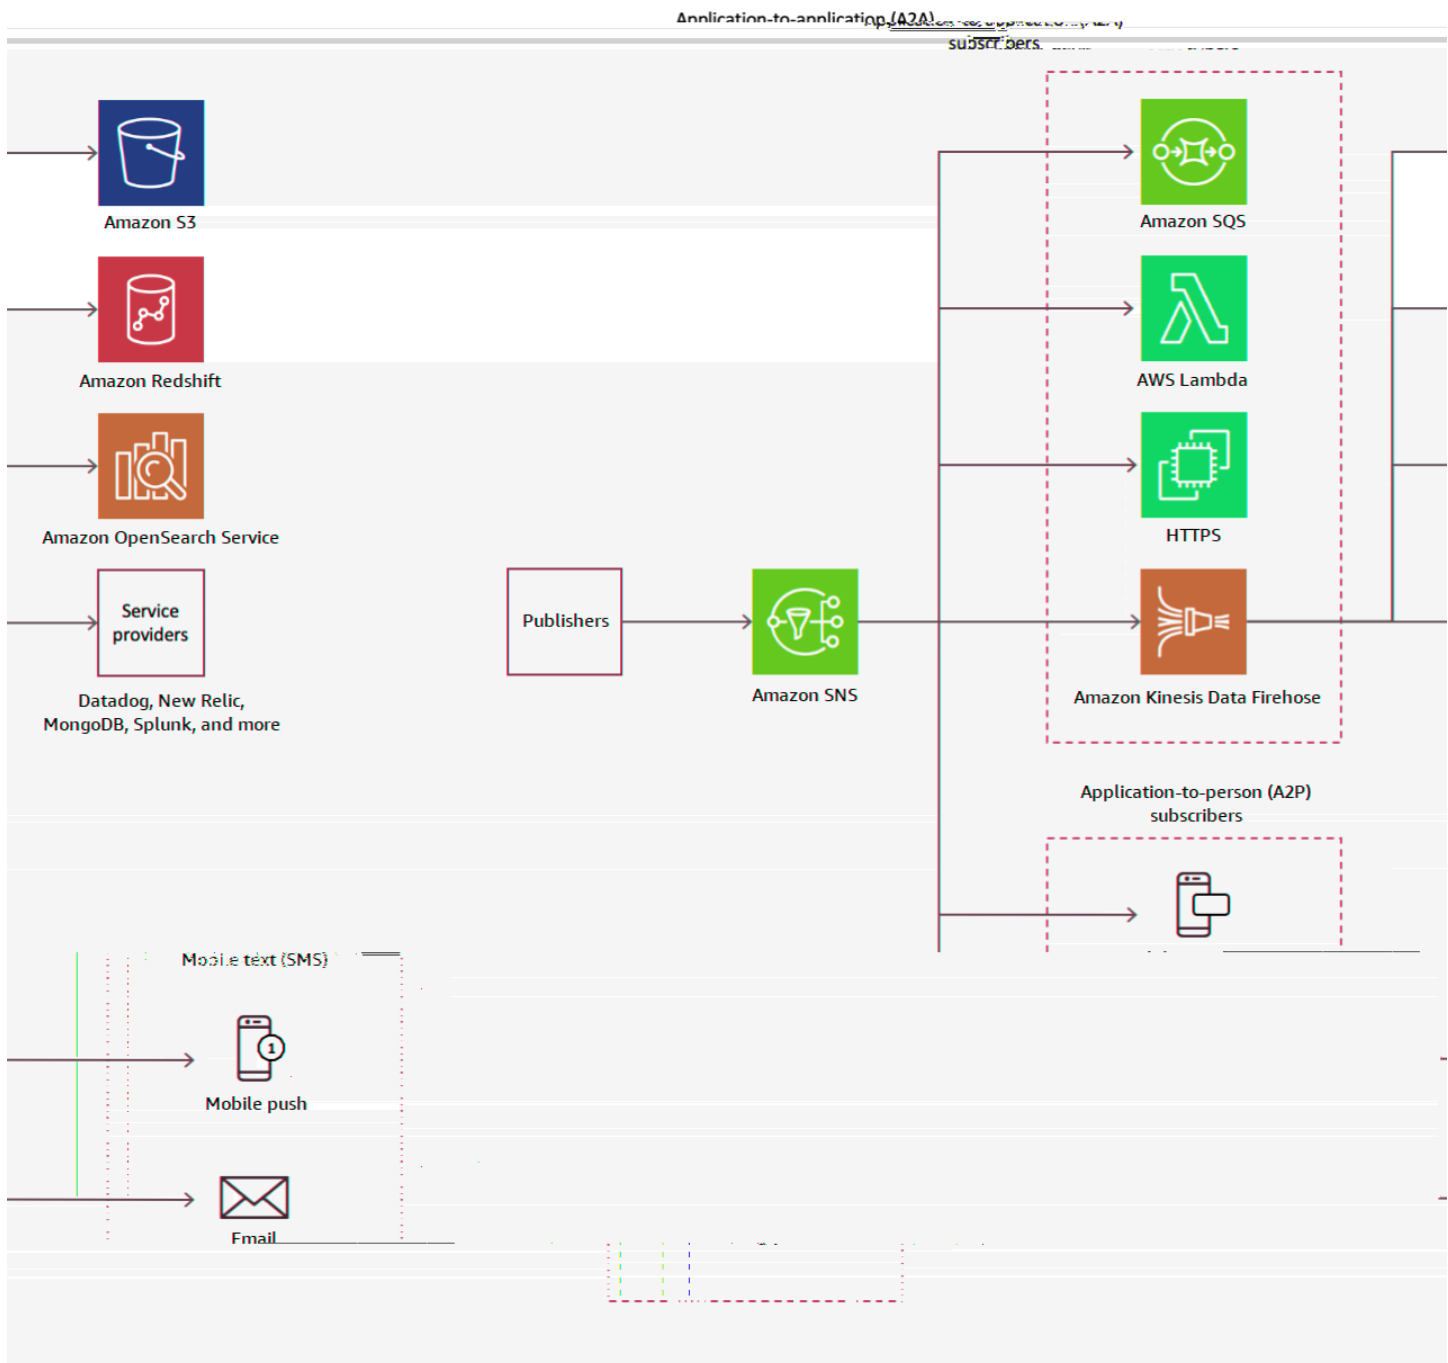 Application-to-application (A2A)
subscribers
Amazon S3
Amazon SQS
Amazon Redshift
AWS Lambda
Amazon OpenSearch Service
HTTPS
Service
providers
Publishers
Amazon SNS
Amazon Kinesis Data Firehose
Datadog, New Relic,
MongoDB, Splunk, and more
Application-to-person (A2P)
subscribers
Mobile text (SMS)
1
Mobile push
Email